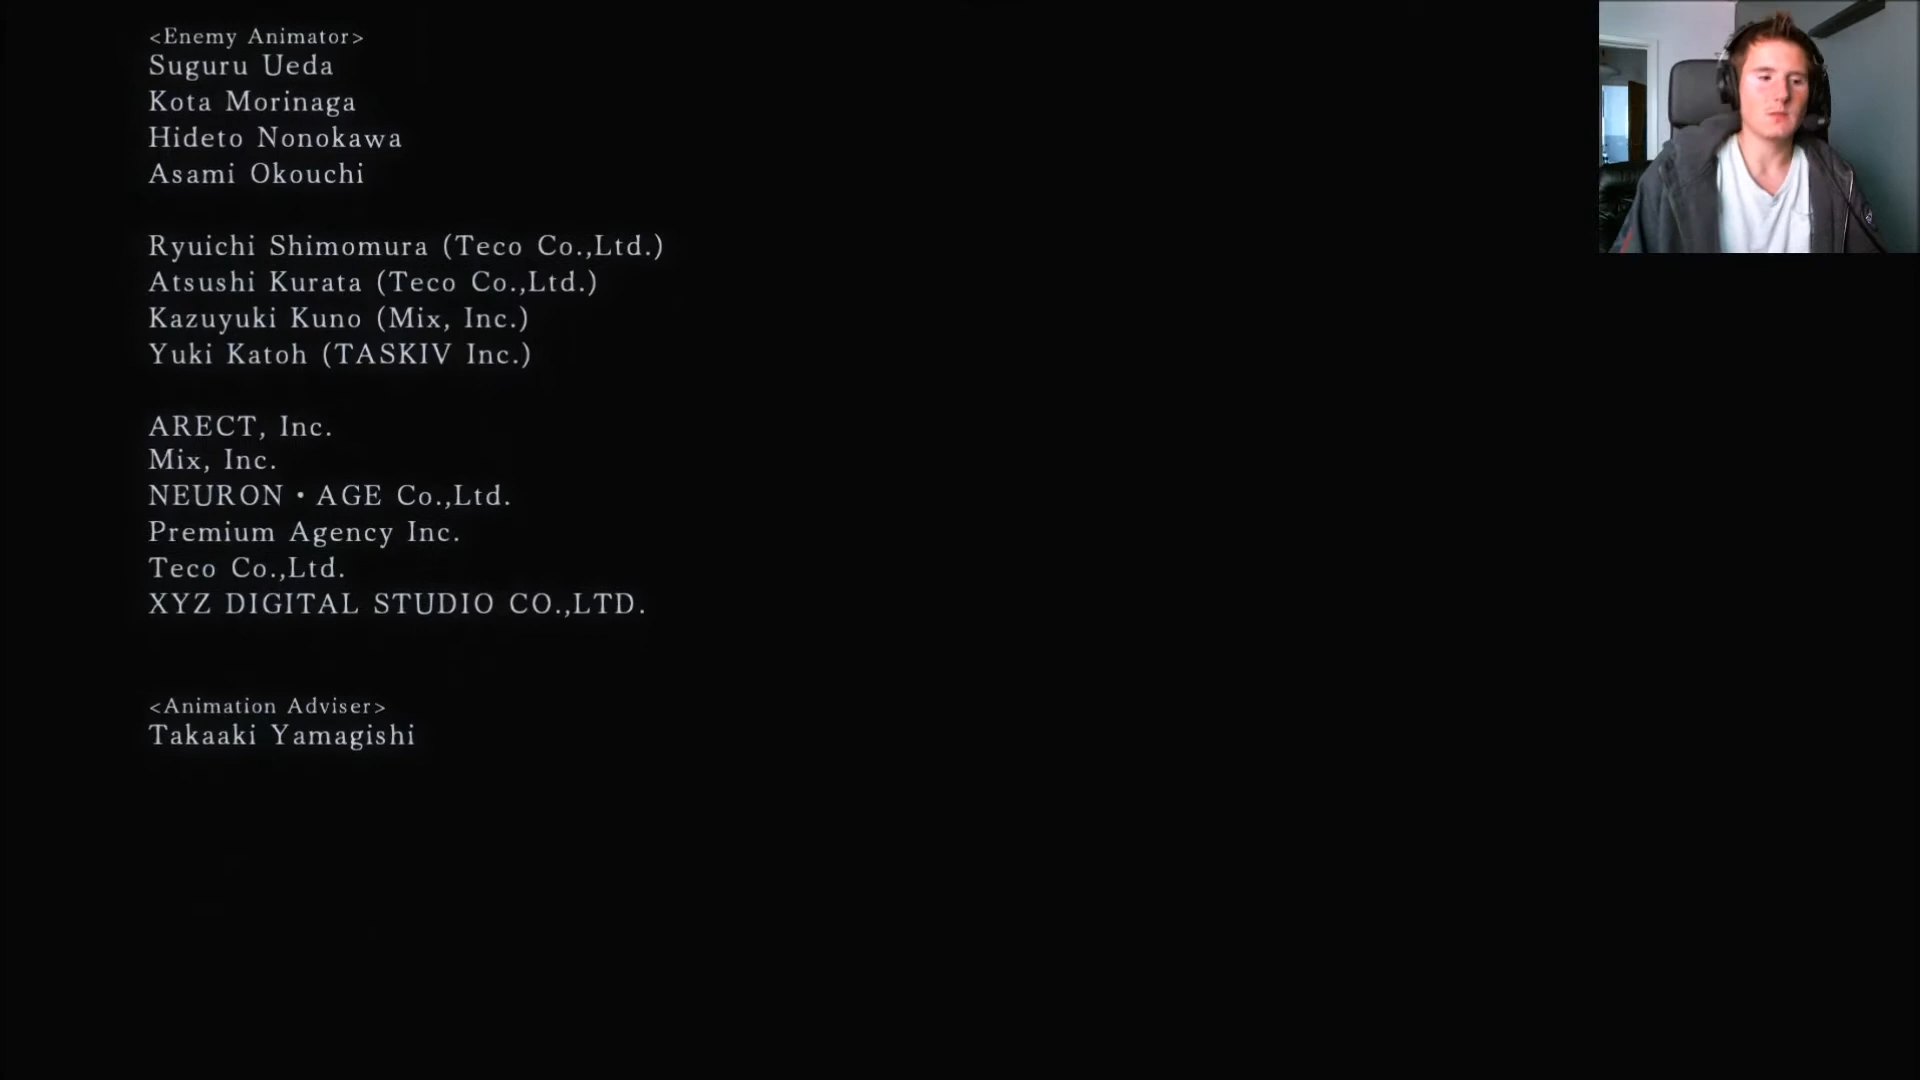 <Enemy Animator>
Suguru Ueda
Kota Morinaga
Hideto Nonokawa
Asami Okouchi
Ryuichi Shimomura (Teco Co.,Ltd.)
Atsushi Kurata (Teco Co.,Ltd.)
Kazuyuki Kuno (Mix, Inc.)
Yuki Katoh (TASKIV Inc.)
ARECT, Inc.
Mix, Inc.
NEURON・AGE Co.,Ltd.
Premium Agency Inc.
Teco Co.,Ltd.
XYZ DIGITAL STUDIO CO.,LTD.
<Animation Adviser>
Takaaki Yamagishi